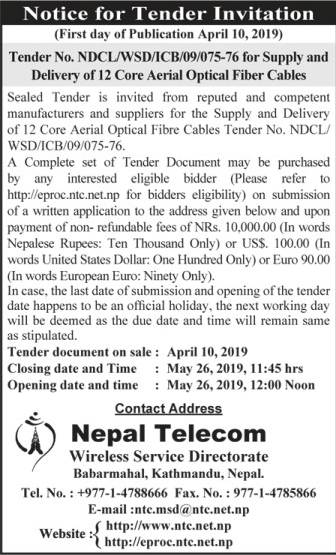 Notice for Tender Invitation
(First day of Publication April 10, 2019)
Tender No. NDCL/WSD/ICB/09/075-76 for Supply and
Delivery of 12 Core Aerial Optical Fiber Cables
Sealed Tender is invited from reputed and competent
manufacturers and suppliers for the Supply and Delivery
of 12 Core Aerial Optical Fibre Cables Tender No. NDCL/
WSD/ICB/09/075-76.
A Complete set of Tender Document may be purchased
by any interested eligible bidder (Please refer to
http://eproc.ntc.net.np for bidders eligibility) on submission
of a written application to the address given below and upon
payment of non- refundable fees of NRs. 10,000.00 (In words
Nepalese Rupees: Ten Thousand Only) or US$. 100.00 (In
words United States Dollar: One Hundred Only) or Euro 90.00
(In words European Euro: Ninety Only).
In case, the last date of submission and opening of the tender
date happens to be an official holiday, the next working day
will be deemed as the due date and time will remain same
as stipulated.
Tender document on sale : April 10, 2019
Closing date and Time : May 26, 2019, 11:45 hrs
Opening date and time : May 26, 2019, 12:00 Noon
Contact Address
Nepal Telecom
Wireless Service Directorate
Babarmahal, Kathmandu, Nepal.
Tel. No. : +977-1-4788666 Fax. No. : 977-1-4785866
E-mail :ntc.msd@ntc.net.np
Website :{ http://www.ntc.net.np
http://eproc.ntc.net.np